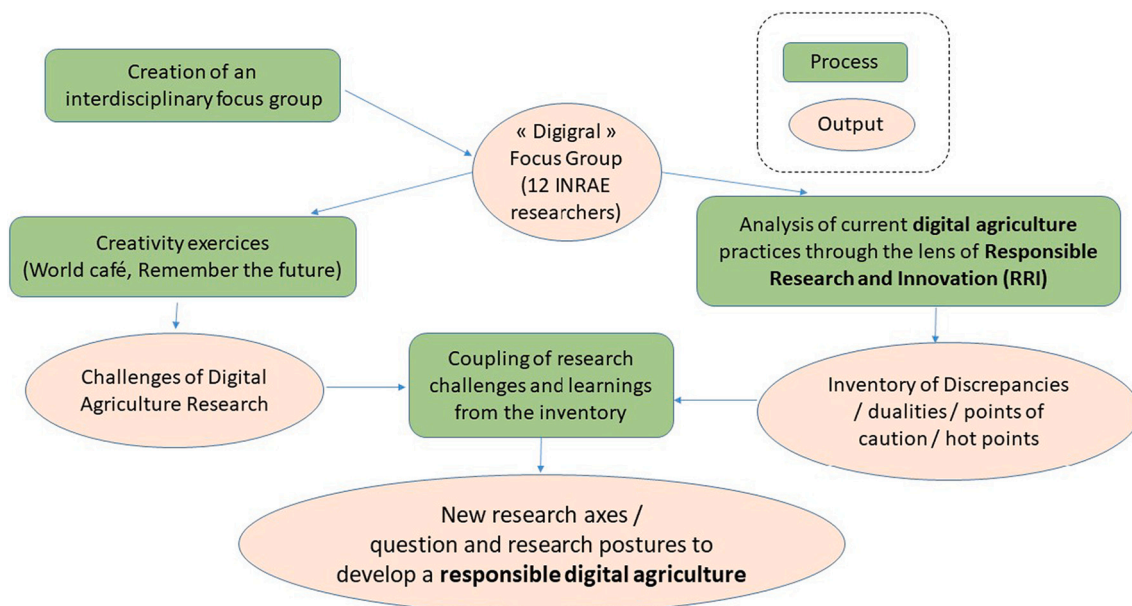 Creation of an
interdisciplinary focus group
Process
Output
« Digigral »
Focus Group
(12 INRAE
researchers)
Creativity exercices
(World café, Remember the future)
Analysis of current digital agriculture
practices through the lens of Responsible
Research and Innovation (RRI)
Challenges of Digital
Agriculture Research
Coupling of research
challenges and learnings
from the inventory
Inventory of Discrepancies
/ dualities / points of
caution / hot points
New research axes /
question and research postures to
develop a responsible digital agriculture